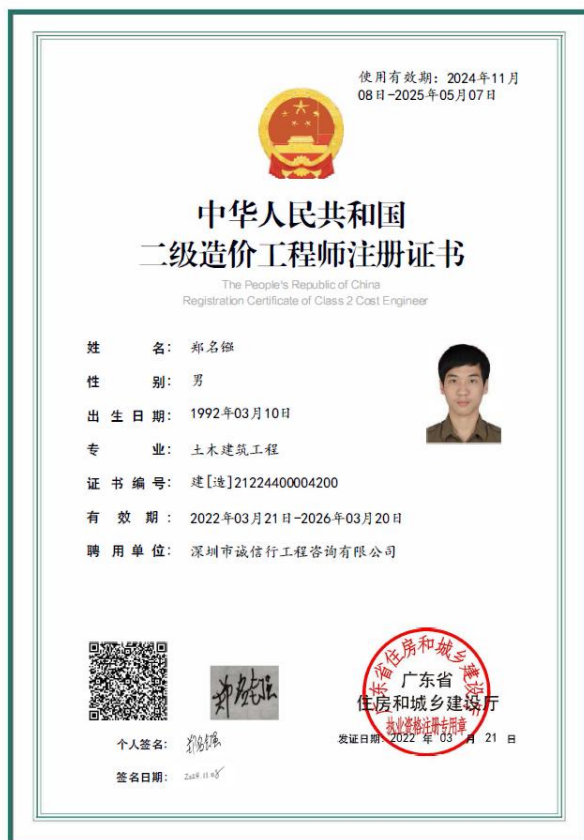 使用有效期: 2024年11月
08日-2025年05月07日
中华人民共和国
二级造价工程师注册证书
The People's Republic of China
Registration Certificate of Class 2 Cost Engineer
姓 名: 郑名镪
性 别: 男
出生日期: 1992年03月10日
专 业: 土木建筑工程
证书编号: 建[造]21224400004200
有 效 期: 2022年03月21日-2026年03月20日
聘用单位: 深圳市诚信行工程咨询有限公司
广东省住房和城乡建设厅
广东省
住房和城乡建设厅
执业资格注册专用章
个人签名: 郑名镪
发证日期: 2022 年 03 月 21 日
签名日期: 2024.11.08